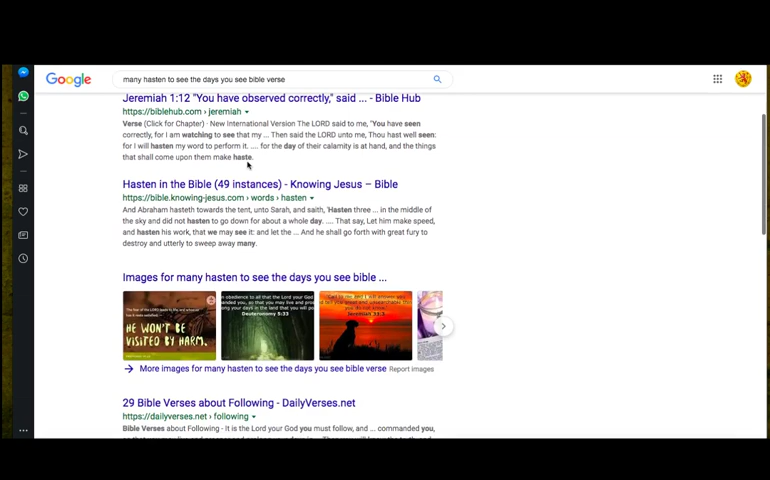 Google many hasten to see the days you see bible verse
Jeremiah 1:12 "You have observed correctly," said ... - Bible Hub
https://biblehub.com › jeremiah
Verse (Click for Chapter) · New International Version The LORD said to me, "You have seen
correctly, for I am watching to see that my ... Then said the LORD unto me, Thou hast well seen:
for I will hasten my word to perform it. .... for the day of their calamity is at hand, and the things
that shall come upon them make haste.
Hasten in the Bible (49 instances) - Knowing Jesus – Bible
https://bible.knowing-jesus.com › words › hasten
And Abraham hasteth towards the tent, unto Sarah, and saith, 'Hasten three ... in the middle of
the sky and did not hasten to go down for about a whole day. .... That say, Let him make speed,
and hasten his work, that we may see it: and let the ... And he shall go forth with great fury to
destroy and utterly to sweep away many.
Images for many hasten to see the days you see bible ...
HE WON'T BE
VISITED BY HARM.
Deuteronomy 5:33
Jeremiah 33:3
More images for many hasten to see the days you see bible verse Report images
29 Bible Verses about Following - DailyVerses.net
https://dailyverses.net › following
Bible Verses about Following - It is the Lord your God you must follow, and ... commanded you,